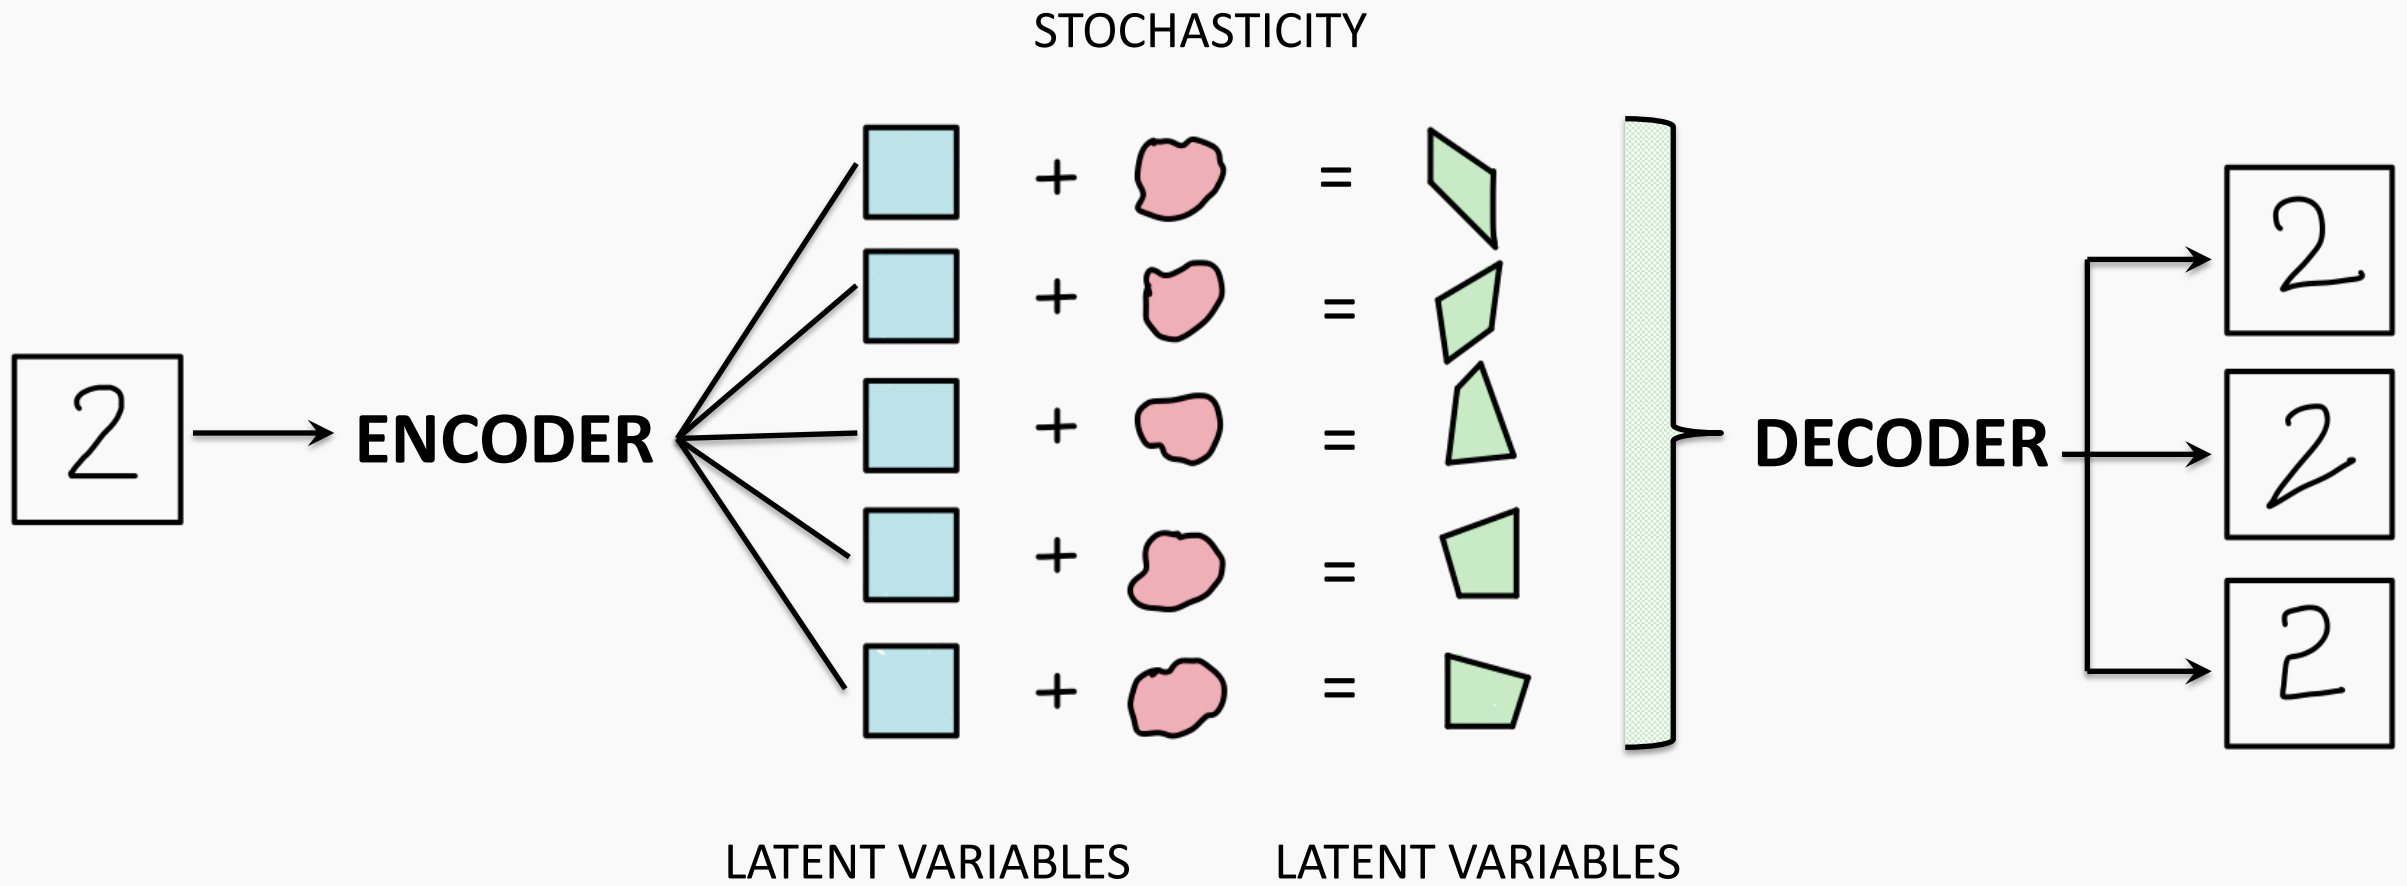 STOCHASTICITY
2
ENCODER
+ =
+ =
+ =
+ =
+ =
DECODER
2
2
2
LATENT VARIABLES LATENT VARIABLES